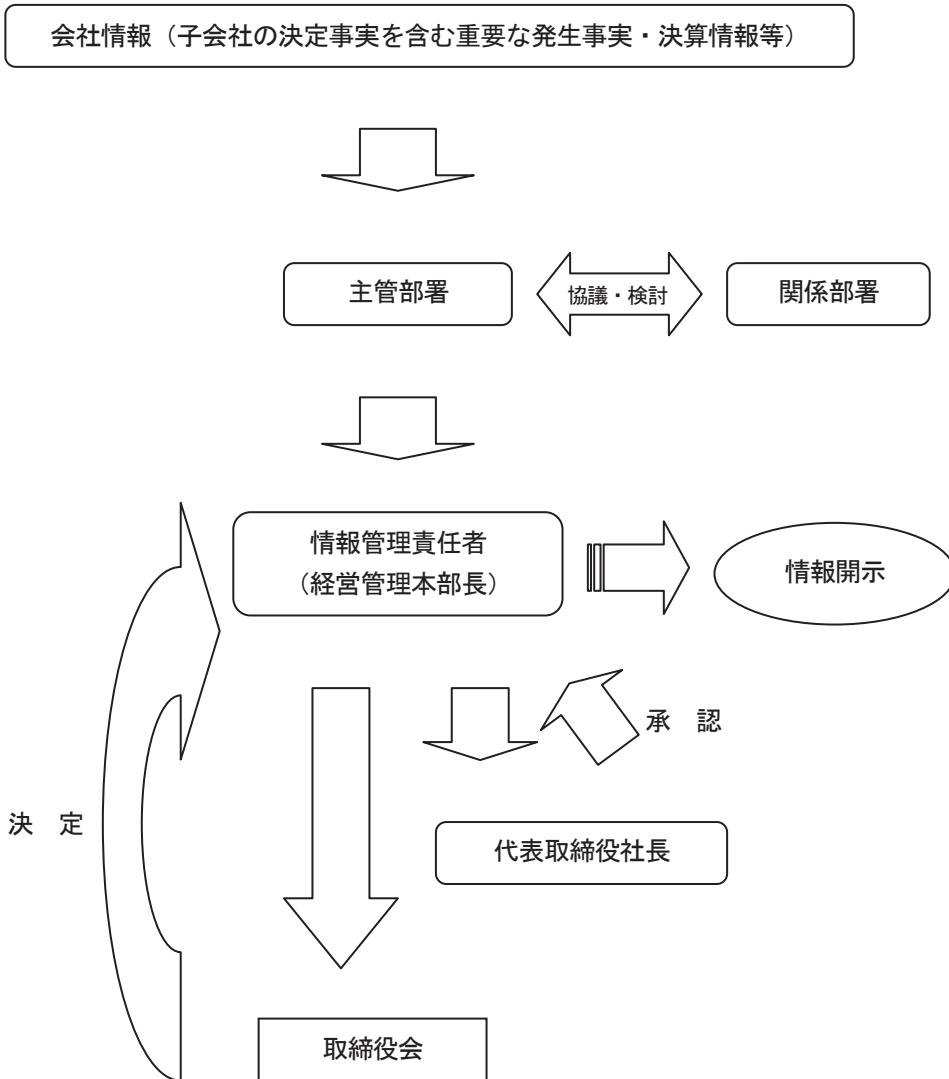 会社情報（子会社の決定事実を含む重要な発生事実・決算情報等）
主管部署
協議・検討
関係部署
情報管理責任者
（経営管理本部長）
情報開示
承　認
決　定
代表取締役社長
取締役会